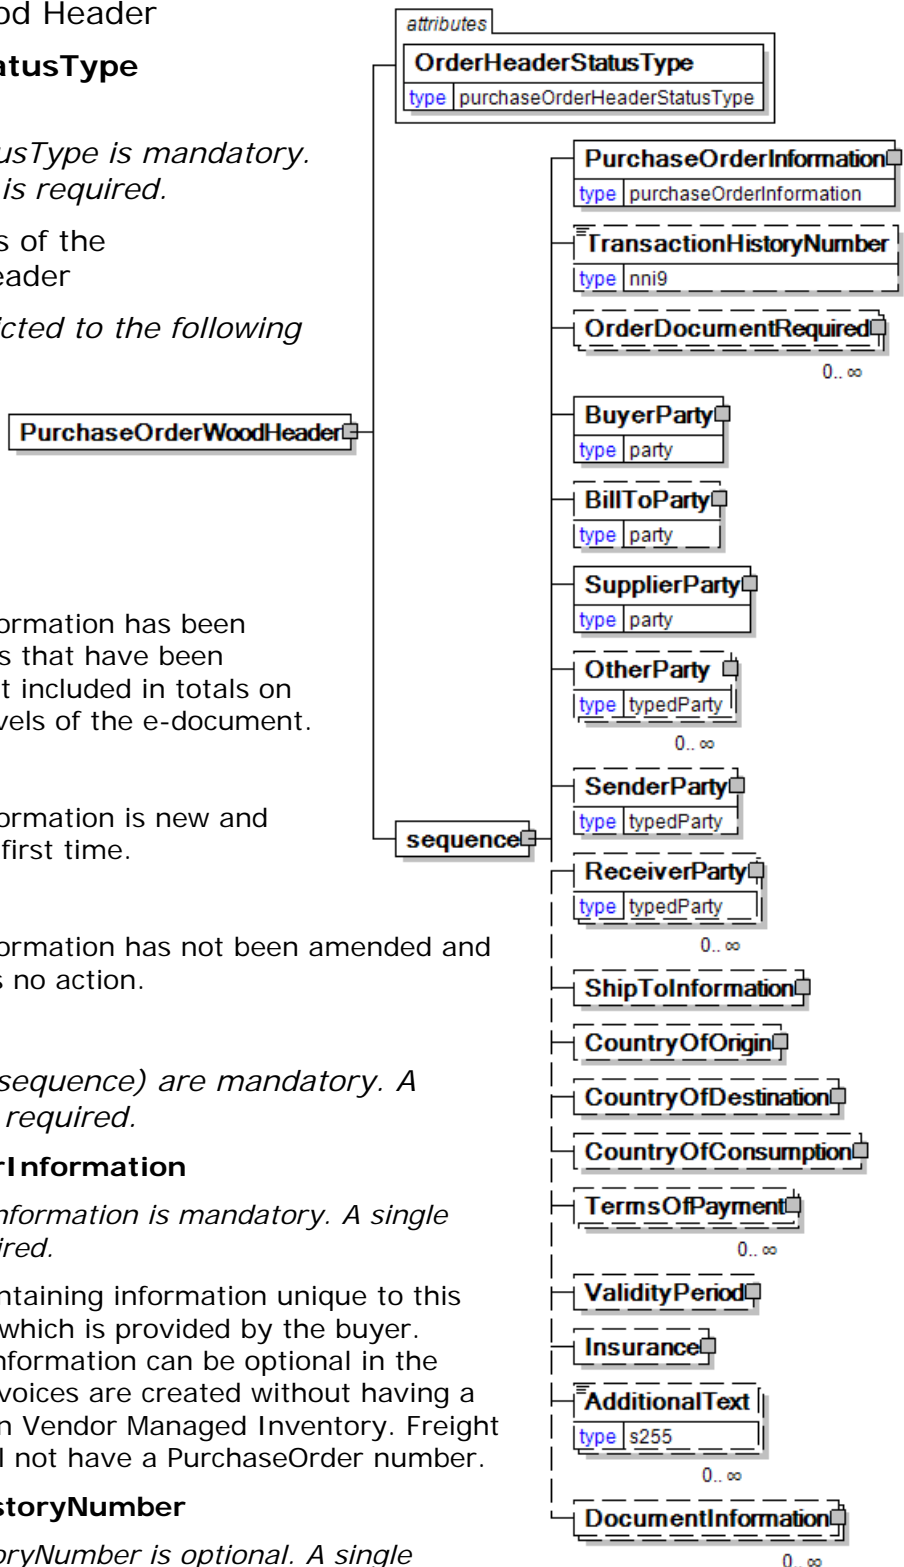 od Header
atusType
usType is mandatory.
is required.
s of the
eader
icted to the following
ormation has been
s that have been
t included in totals on
vels of the e-document.
ormation is new and
first time.
ormation has not been amended and
s no action.
sequence) are mandatory. A
required.
rInformation
nformation is mandatory. A single
ired.
ntaining information unique to this
which is provided by the buyer.
nformation can be optional in the
voices are created without having a
n Vendor Managed Inventory. Freight
l not have a PurchaseOrder number.
storyNumber
oryNumber is optional. A single
PurchaseOrderWoodHeader
attributes
OrderHeaderStatusType
type purchaseOrderHeaderStatusType
sequence
PurchaseOrderInformation
type purchaseOrderInformation
TransactionHistoryNumber
type nni9
OrderDocumentRequired
0.. ∞
BuyerParty
type party
BillToParty
type party
SupplierParty
type party
OtherParty
type typedParty
0.. ∞
SenderParty
type typedParty
ReceiverParty
type typedParty
0.. ∞
ShipToInformation
CountryOfOrigin
CountryOfDestination
CountryOfConsumption
TermsOfPayment
0.. ∞
ValidityPeriod
Insurance
AdditionalText
type s255
0.. ∞
DocumentInformation
0.. ∞